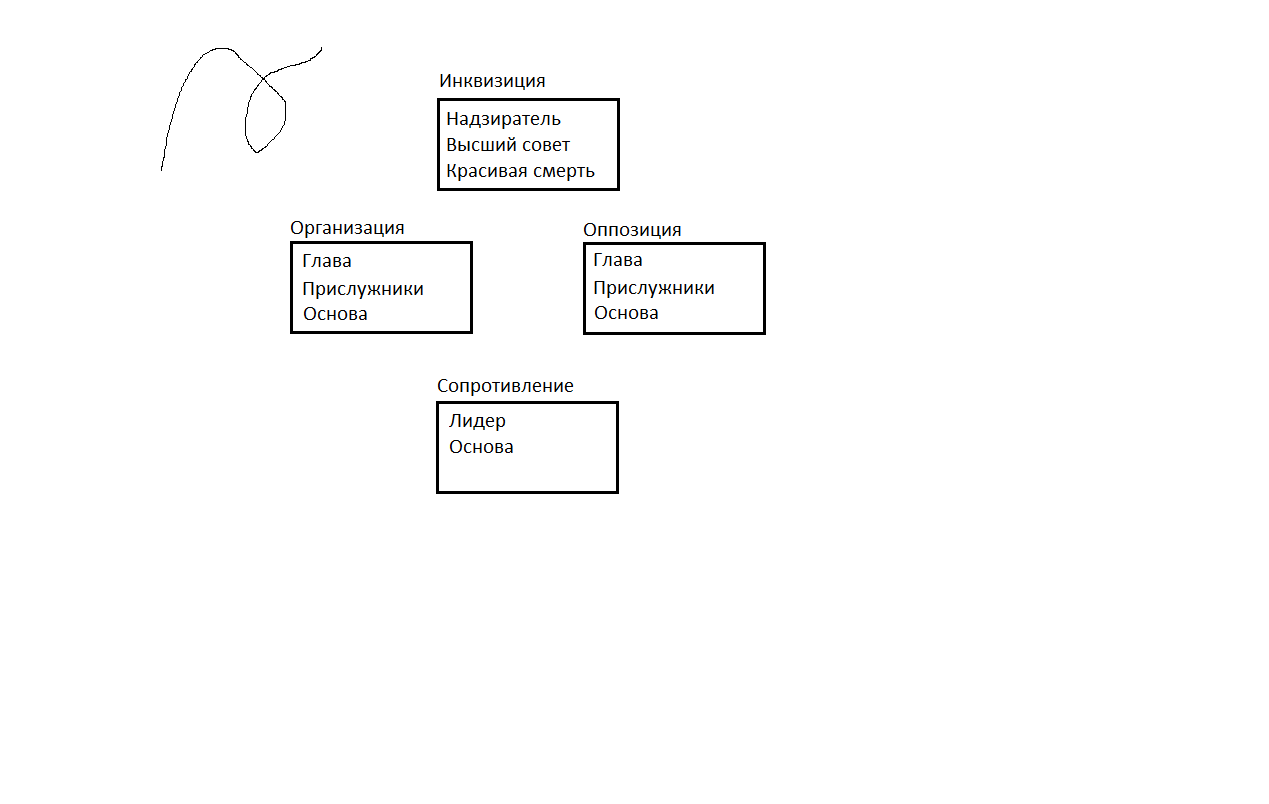 Инквизиция
Надзиратель
Высший совет
Красивая смерть
Организация
Глава
Прислужники
Основа
Оппозиция
Глава
Прислужники
Основа
Сопротивление
Лидер
Основа